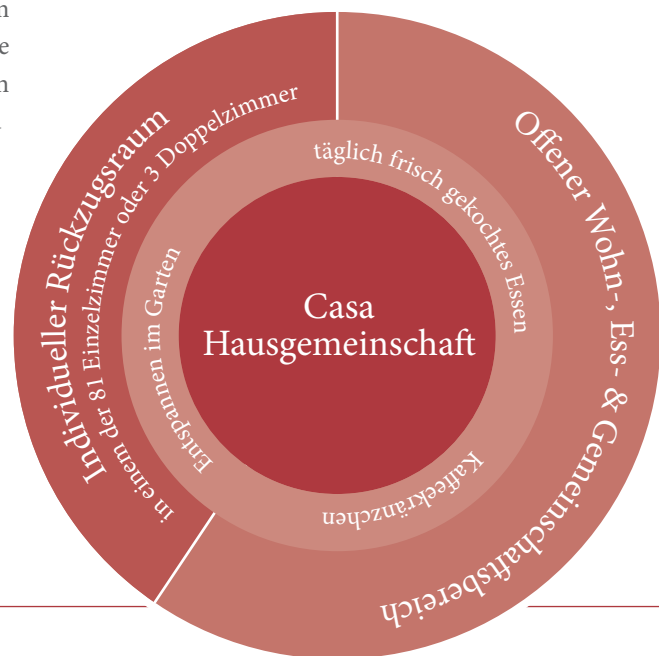 n
e
n
Individueller Rückzugsraum
in einem der 81 Einzelzimmer oder 3 Doppelzimmer
Offener Wohn-, Ess- & Gemeinschaftsbereich
täglich frisch gekochtes Essen
Kaffeekränzchen
Entspannen im Garten
Casa
Hausgemeinschaft